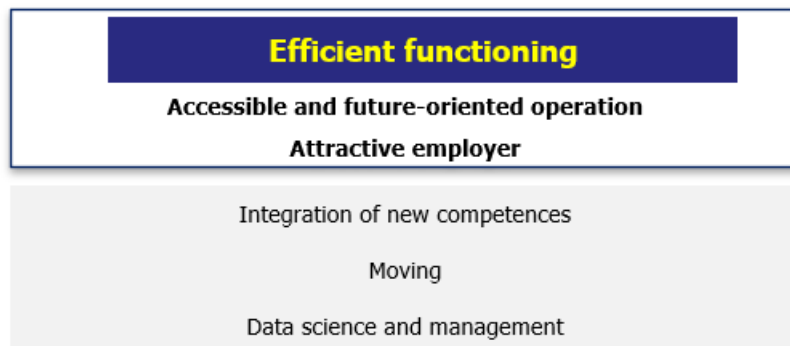 Efficient functioning
Accessible and future-oriented operation
Attractive employer
Integration of new competences
Moving
Data science and management